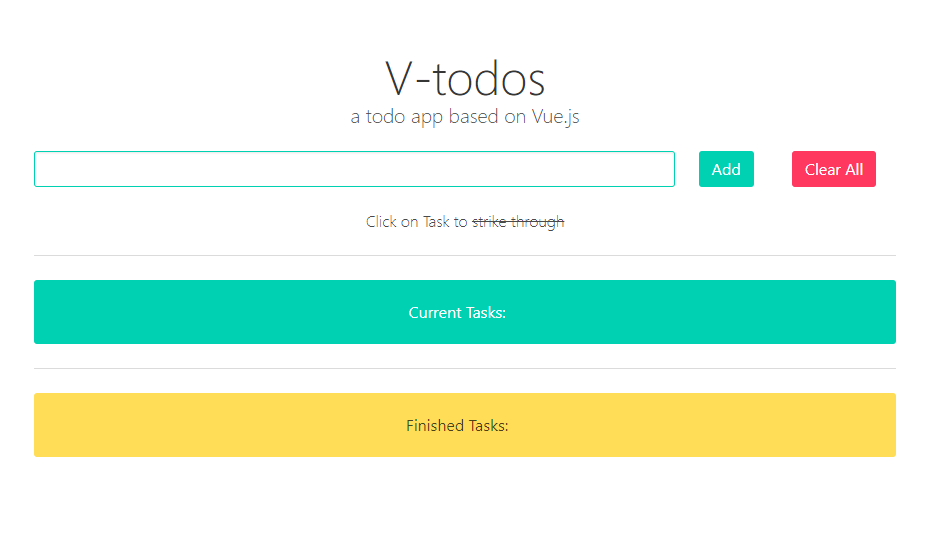 V-todos
a todo app based on Vue.js
Add
Clear All
Click on Task to strike through
Current Tasks:
Finished Tasks: